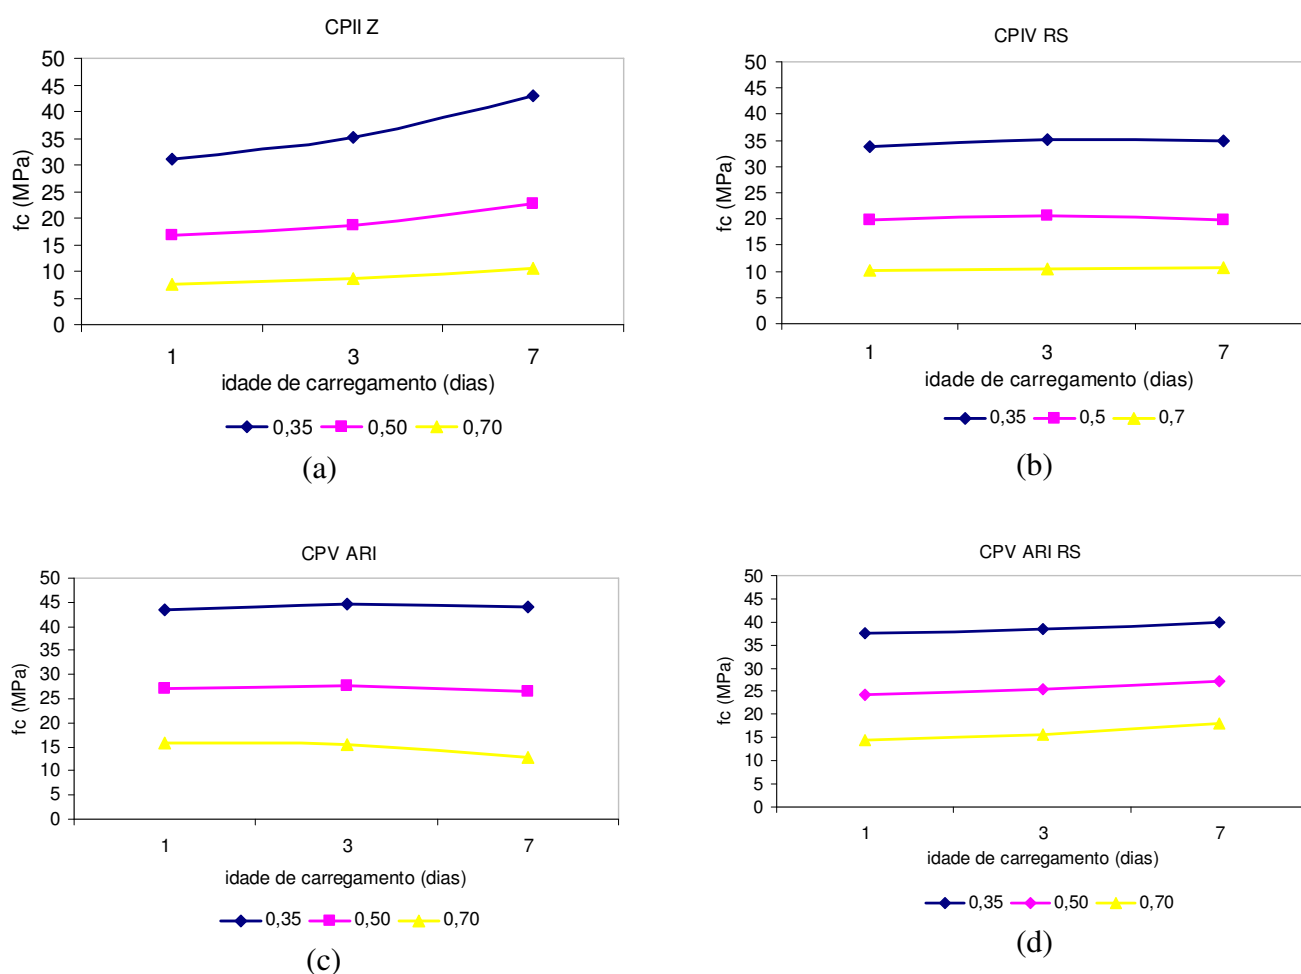 CPII Z
50
45
40
35
30
25
20
15
10
5
0
fc (MPa)
1 3 7
idade de carregamento (dias)
0,35 0,50 0,70
(a)
CPIV RS
50
45
40
35
30
25
20
15
10
5
0
fc (MPa)
1 3 7
idade de carregamento (dias)
0,35 0,5 0,7
(b)
CPV ARI
50
45
40
35
30
25
20
15
10
5
0
fc (MPa)
1 3 7
idade de carregamento (dias)
0,35 0,50 0,70
(c)
CPV ARI RS
50
45
40
35
30
25
20
15
10
5
0
fc (MPa)
1 3 7
idade de carregamento (dias)
0,35 0,50 0,70
(d)